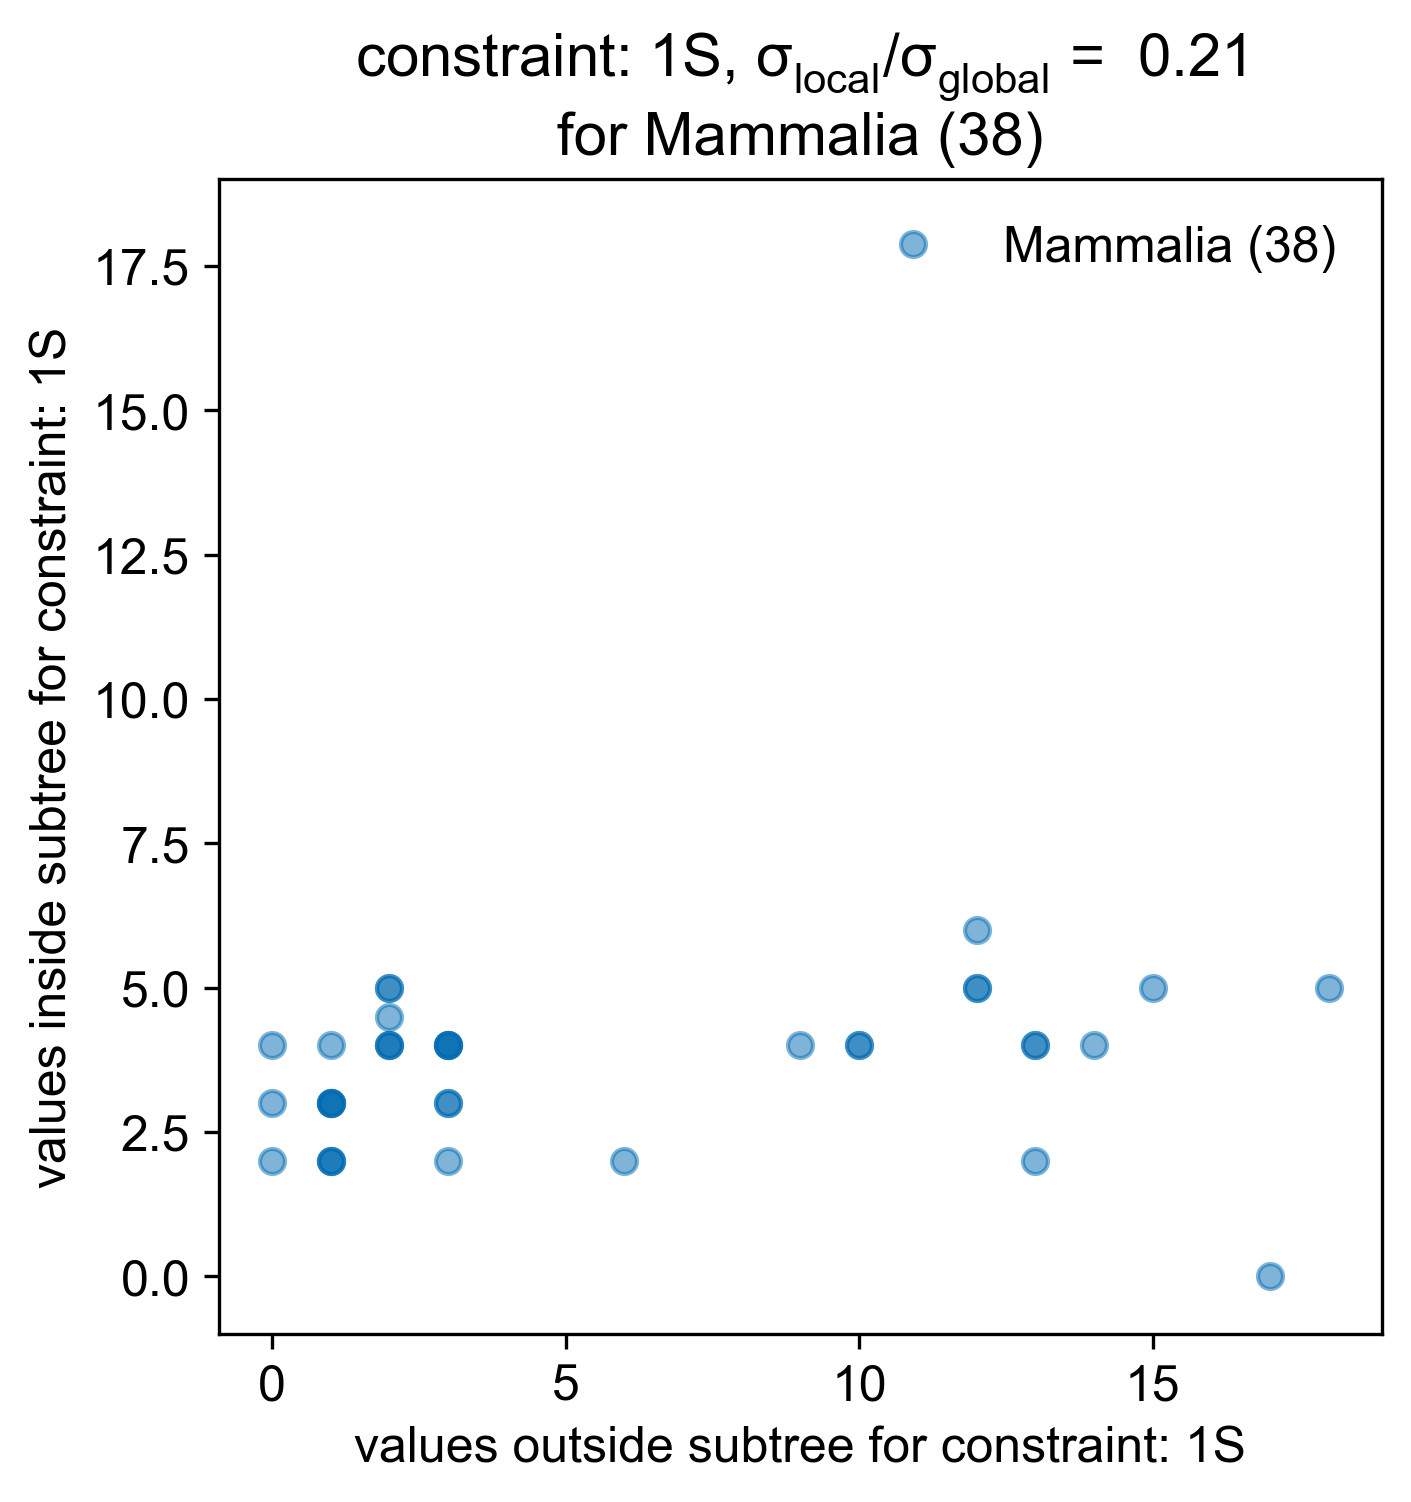 constraint: 1S, σlocal/σglobal = 0.21
for Mammalia (38)
Mammalia (38)
17.5
15.0
12.5
10.0
7.5
5.0
2.5
0.0
values inside subtree for constraint: 1S
0 5 10 15
values outside subtree for constraint: 1S